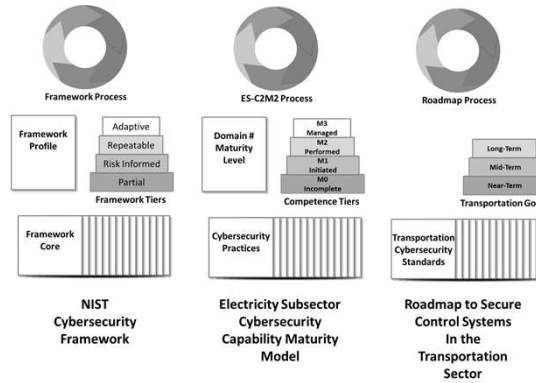 Framework Process
ES-C2M2 Process
Roadmap Process
Framework
Profile
Adaptive
Repeatable
Risk Informed
Partial
Framework Tiers
Domain #
Maturity
Level
M3
Managed
M2
Performed
M1
Initiated
M0
Incomplete
Competence Tiers
Long-Term
Mid-Term
Near-Term
Transportation Go
Framework
Core
Cybersecurity
Practices
Transportation
Cybersecurity
Standards
NIST
Cybersecurity
Framework
Electricity Subsector
Cybersecurity
Capability Maturity
Model
Roadmap to Secure
Control Systems
In the
Transportation
Sector